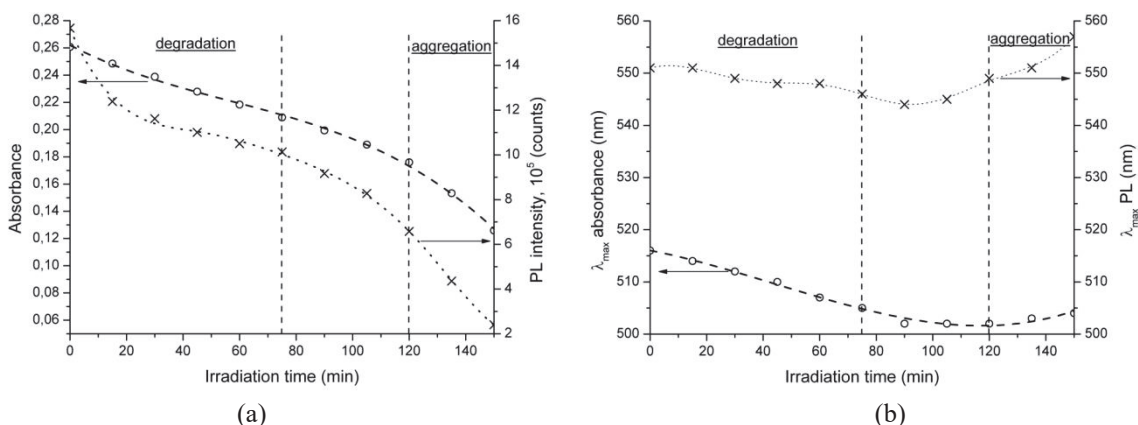 degradation
aggregation
0,28
0,26
0,24
0,22
0,20
0,18
0,16
0,14
0,12
0,10
0,08
0,06
Absorbance
16
14
12
10
8
6
4
2
PL intensity, 10⁵ (counts)
0 20 40 60 80 100 120 140
Irradiation time (min)
(a)
degradation
aggregation
560
550
540
530
520
510
500
λmax absorbance (nm)
560
550
540
530
520
510
500
λmax PL (nm)
0 20 40 60 80 100 120 140
Irradiation time (min)
(b)